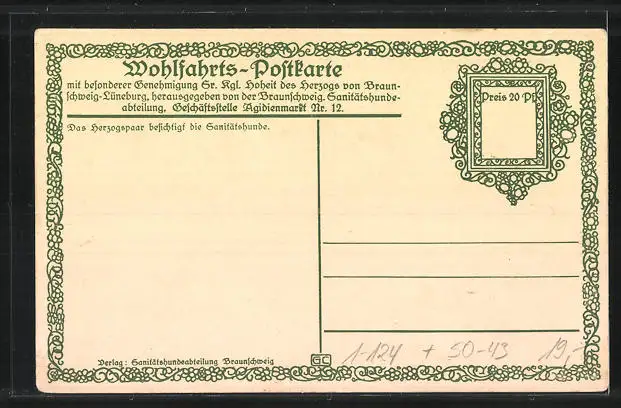 Wohlfahrts-Postkarte
mit besonderer Genehmigung Sr. Kgl. Hoheit des Herzogs von Braun-
schweig-Lüneburg, herausgegeben von der Braunschweig. Sanitätshunde-
abteilung, Geschäftsstelle Ägidienmarkt Nr. 12.
Preis 20 Pf.
Das Herzogspaar besichtigt die Sanitätshunde.
Verlag: Sanitätshundeabteilung Braunschweig
GC
1-124 + 50-43 19,-